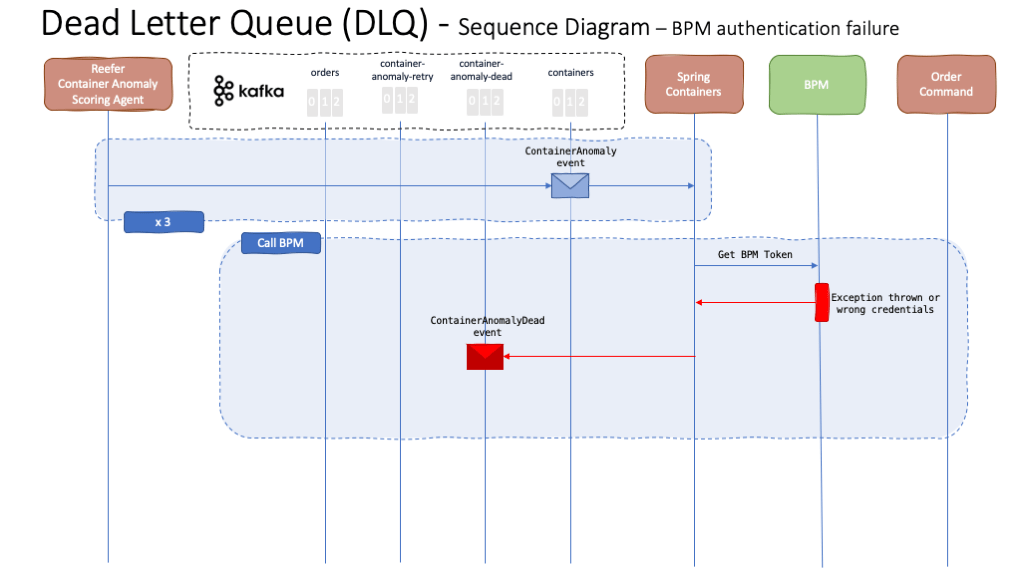 Dead Letter Queue (DLQ) - Sequence Diagram – BPM authentication failure
Reefer
Container Anomaly
Scoring Agent
kafka
orders
0 1 2
container-
anomaly-retry
0 1 2
container-
anomaly-dead
0 1 2
containers
0 1 2
Spring
Containers
BPM
Order
Command
ContainerAnomaly
event
x 3
Call BPM
Get BPM Token
Exception thrown or
wrong credentials
ContainerAnomalyDead
event